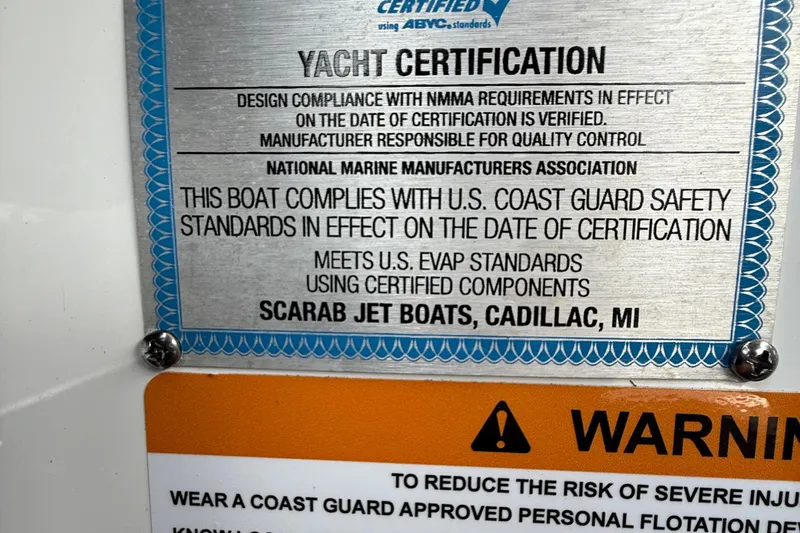 CERTIFIED
using ABYC® standards
YACHT CERTIFICATION
DESIGN COMPLIANCE WITH NMMA REQUIREMENTS IN EFFECT
ON THE DATE OF CERTIFICATION IS VERIFIED.
MANUFACTURER RESPONSIBLE FOR QUALITY CONTROL
NATIONAL MARINE MANUFACTURERS ASSOCIATION
THIS BOAT COMPLIES WITH U.S. COAST GUARD SAFETY
STANDARDS IN EFFECT ON THE DATE OF CERTIFICATION
MEETS U.S. EVAP STANDARDS
USING CERTIFIED COMPONENTS
SCARAB JET BOATS, CADILLAC, MI
WARNIN
TO REDUCE THE RISK OF SEVERE INJU
WEAR A COAST GUARD APPROVED PERSONAL FLOTATION DEV